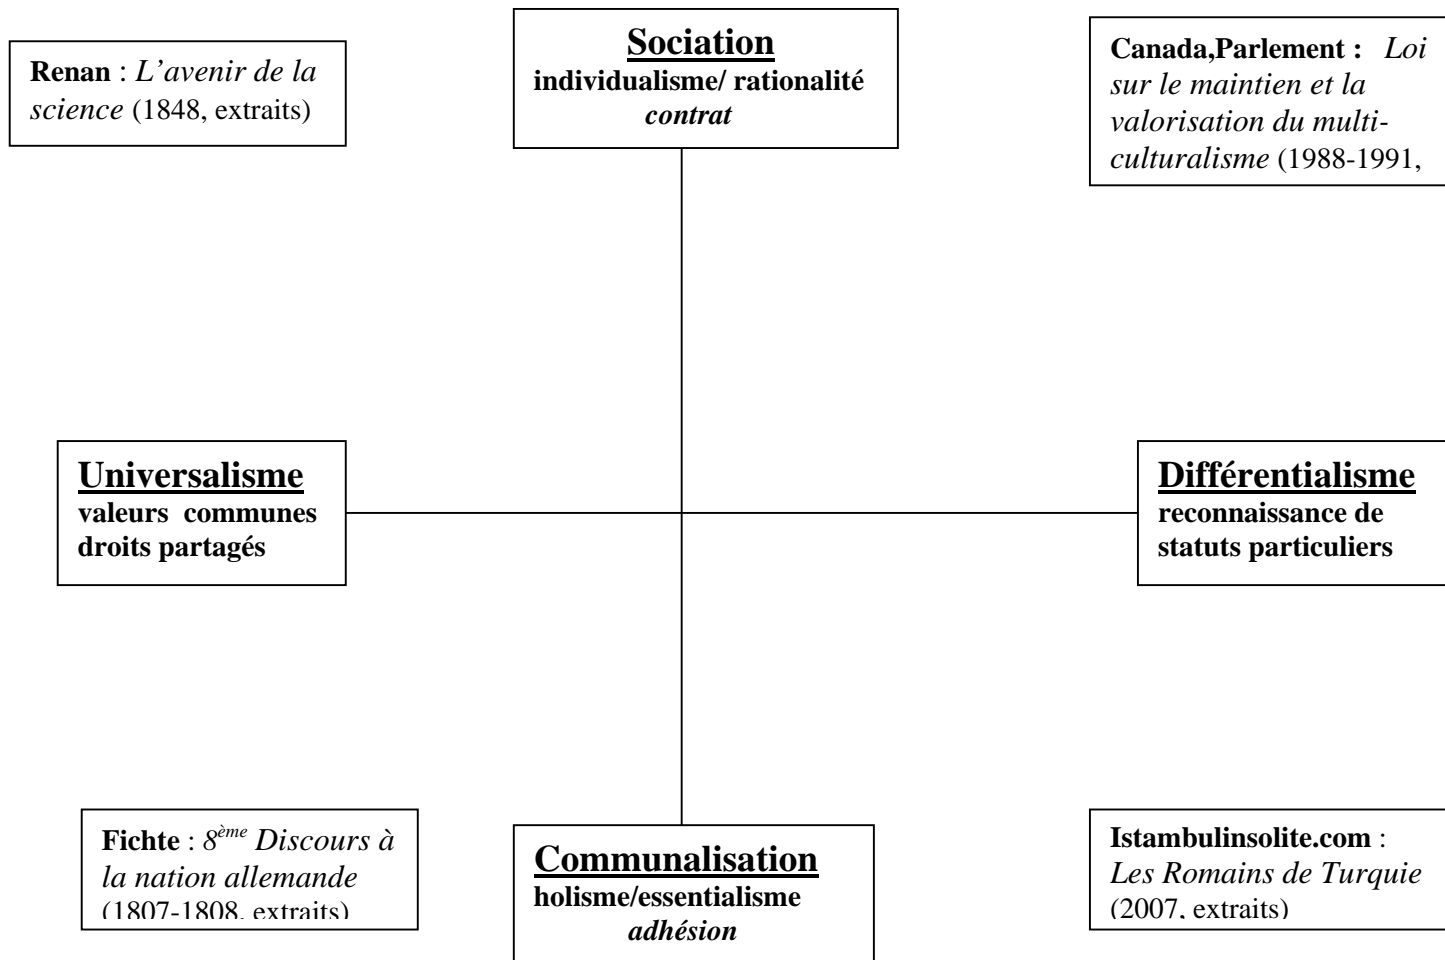 Renan : L’avenir de la
science (1848, extraits)
Sociation
individualisme/ rationalité
contrat
Canada,Parlement : Loi
sur le maintien et la
valorisation du multi-
culturalisme (1988-1991,
Universalisme
valeurs communes
droits partagés
Différentialisme
reconnaissance de
statuts particuliers
Fichte : 8ème Discours à
la nation allemande
(1807-1808, extraits)
Communalisation
holisme/essentialisme
adhésion
Istambulinsolite.com :
Les Romains de Turquie
(2007, extraits)